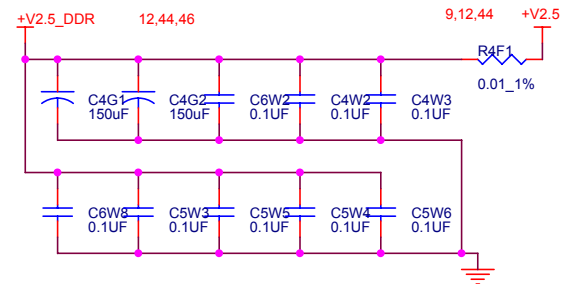 +V2.5_DDR 12,44,46 9,12,44 +V2.5
R4F1
0.01_1%
C4G1 C4G2 C6W2 C4W2 C4W3
150uF 150uF 0.1UF 0.1UF 0.1UF
C6W8 C5W3 C5W5 C5W4 C5W6
0.1UF 0.1UF 0.1UF 0.1UF 0.1UF